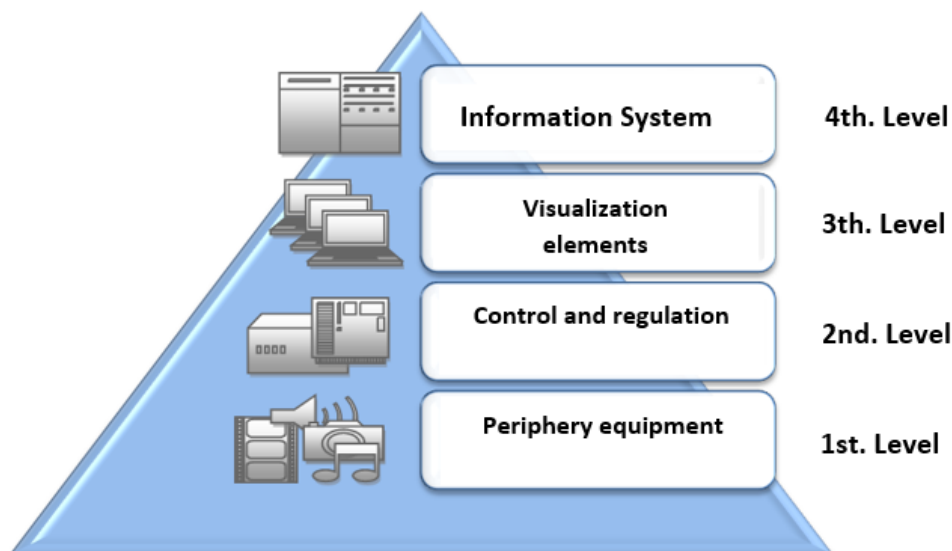 Information System
4th. Level
Visualization
elements
3th. Level
Control and regulation
2nd. Level
Periphery equipment
1st. Level